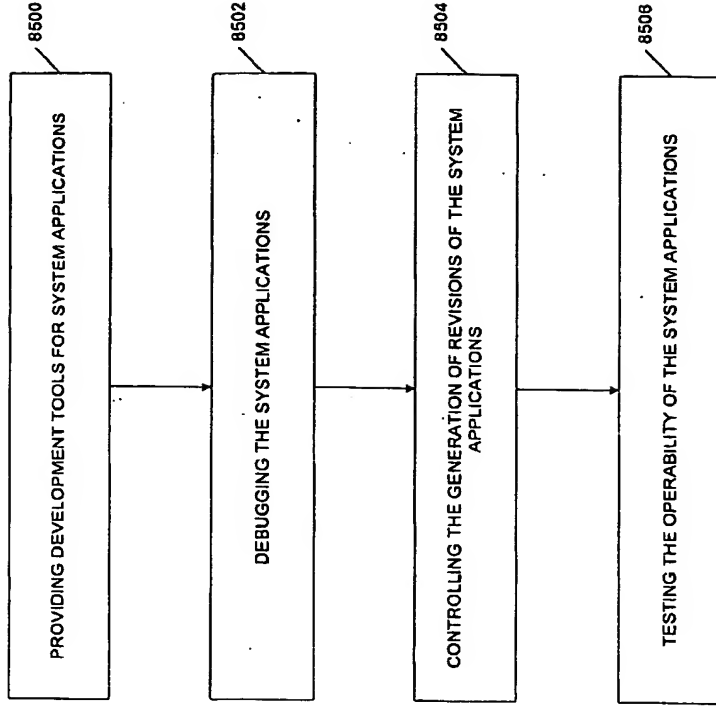 8500
PROVIDING DEVELOPMENT TOOLS FOR SYSTEM APPLICATIONS
8502
DEBUGGING THE SYSTEM APPLICATIONS
8504
CONTROLLING THE GENERATION OF REVISIONS OF THE SYSTEM
APPLICATIONS
8506
TESTING THE OPERABILITY OF THE SYSTEM APPLICATIONS